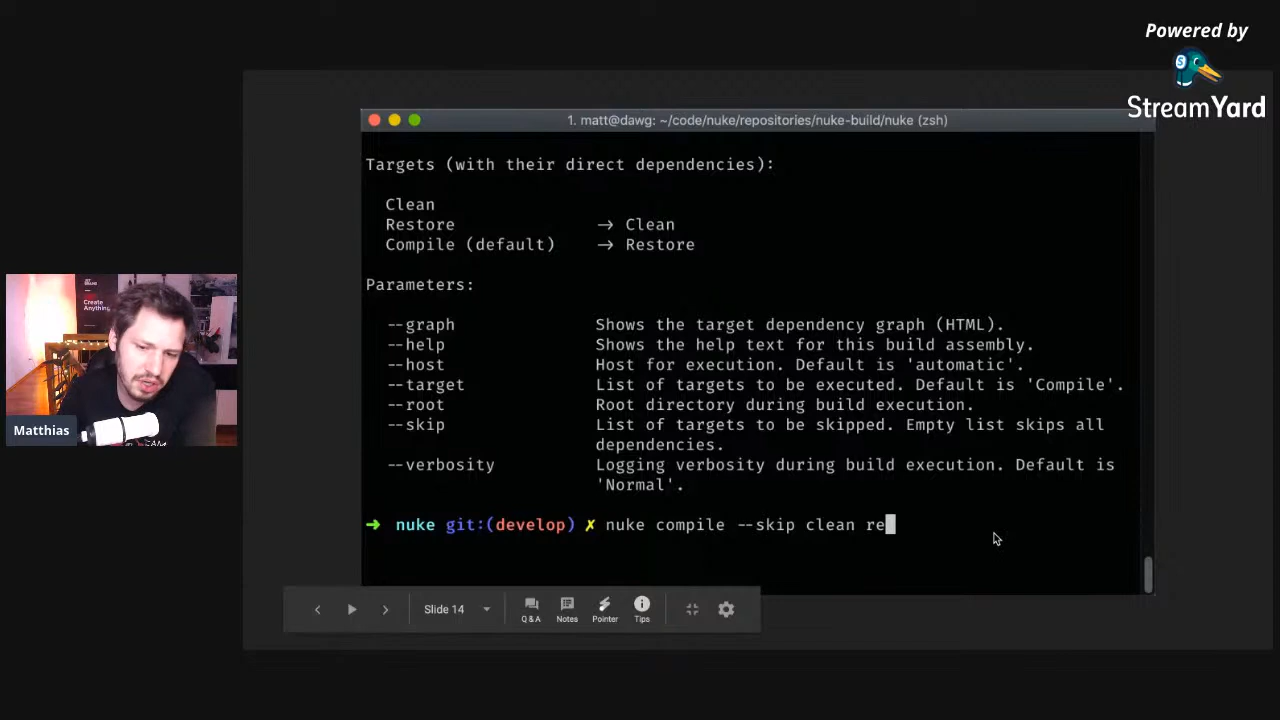 Powered by
StreamYard
1. matt@dawg: ~/code/nuke/repositories/nuke-build/nuke (zsh)
Targets (with their direct dependencies):
Clean
Restore → Clean
Compile (default) → Restore
Parameters:
--graph Shows the target dependency graph (HTML).
--help Shows the help text for this build assembly.
--host Host for execution. Default is 'automatic'.
--target List of targets to be executed. Default is 'Compile'.
--root Root directory during build execution.
--skip List of targets to be skipped. Empty list skips all
dependencies.
--verbosity Logging verbosity during build execution. Default is
'Normal'.
➜ nuke git:(develop) ✗ nuke compile --skip clean re
Create
Anything
Matthias
Slide 14
Q & A Notes Pointer Tips